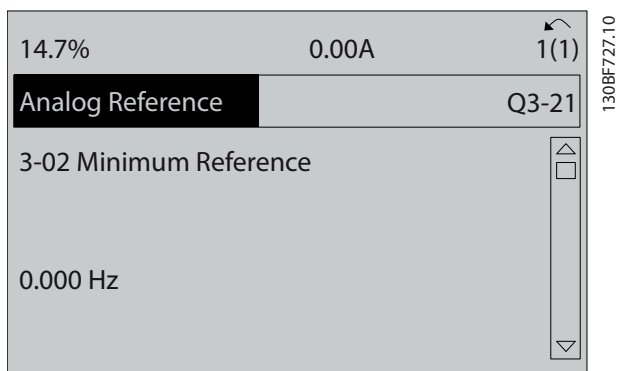 14.7% 0.00A 1(1)
Analog Reference Q3-21
3-02 Minimum Reference
0.000 Hz
130BF727.10